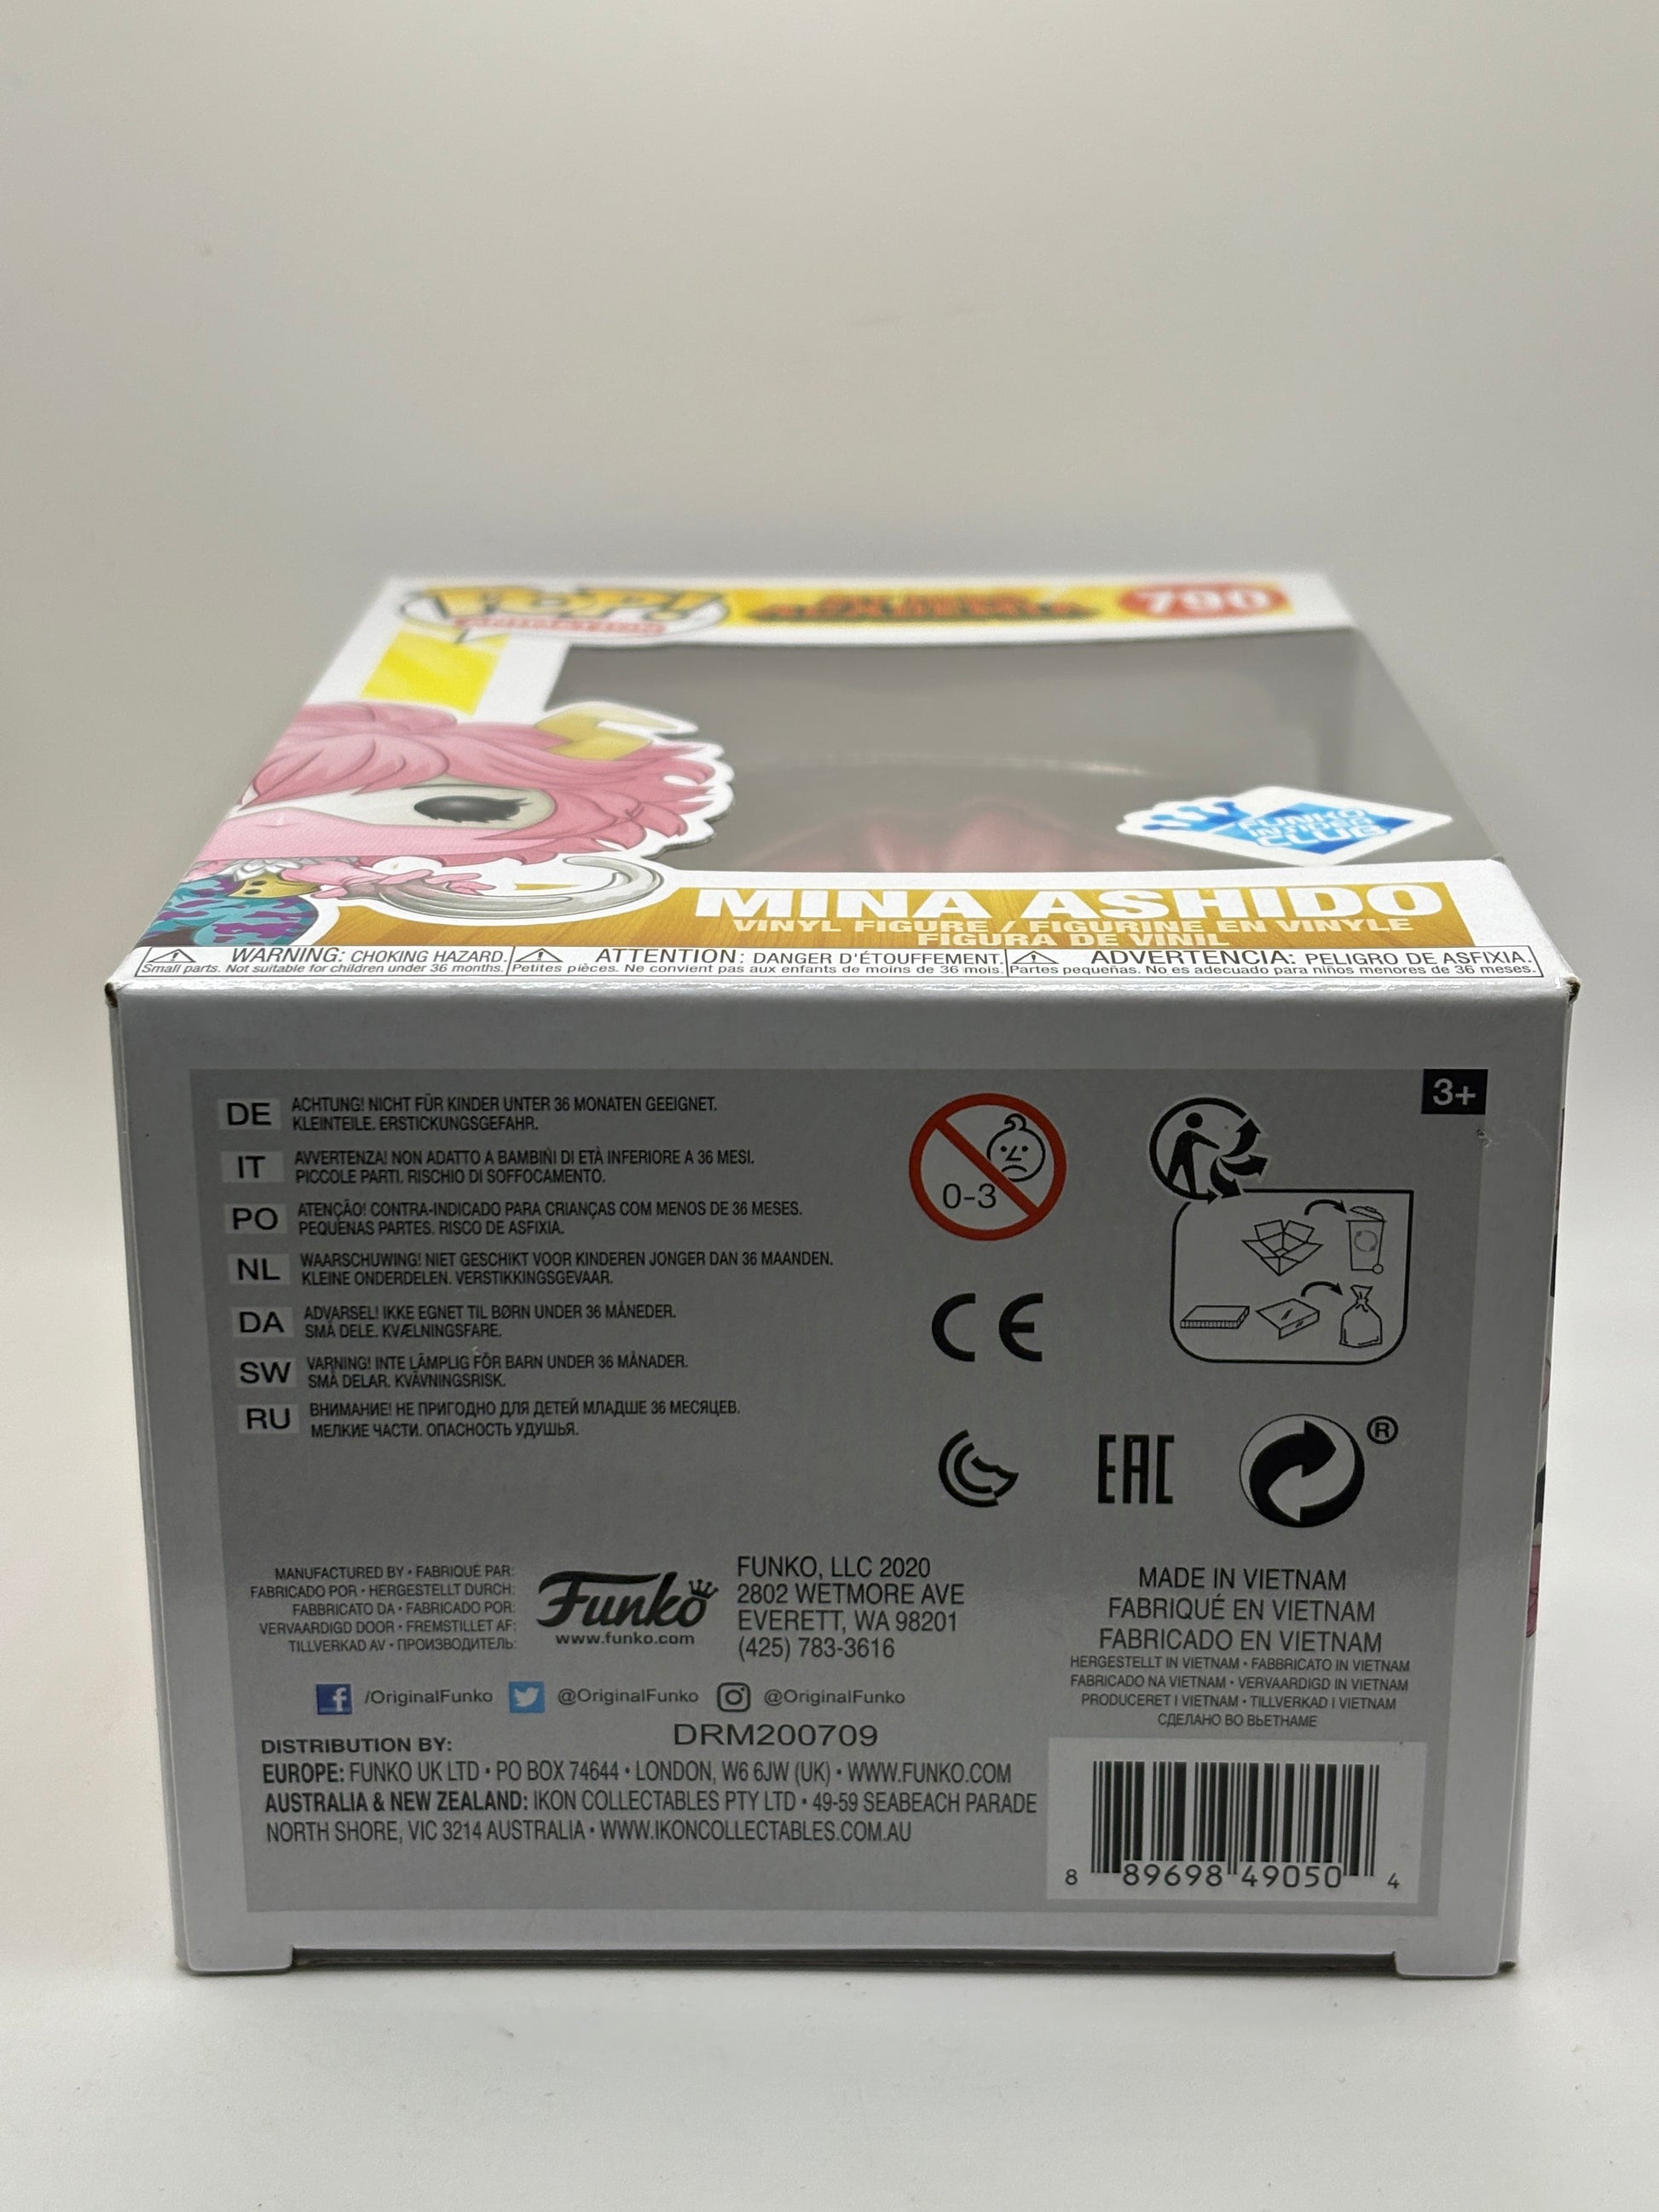 POP!
ANIMATION
MY HERO
ACADEMIA
790
FUNKO
INSIDER
CLUB
MINA ASHIDO
VINYL FIGURE / FIGURINE EN VINYLE
FIGURA DE VINIL
WARNING: CHOKING HAZARD.
Small parts. Not suitable for children under 36 months.
ATTENTION: DANGER D'ÉTOUFFEMENT.
Petites pièces. Ne convient pas aux enfants de moins de 36 mois.
ADVERTENCIA: PELIGRO DE ASFIXIA.
Partes pequeñas. No es adecuado para niños menores de 36 meses.
3+
DE ACHTUNG! NICHT FÜR KINDER UNTER 36 MONATEN GEEIGNET.
KLEINTEILE. ERSTICKUNGSGEFAHR.
IT AVVERTENZA! NON ADATTO A BAMBINI DI ETÀ INFERIORE A 36 MESI.
PICCOLE PARTI. RISCHIO DI SOFFOCAMENTO.
PO ATENÇÃO! CONTRA-INDICADO PARA CRIANÇAS COM MENOS DE 36 MESES.
PEQUENAS PARTES. RISCO DE ASFIXIA.
NL WAARSCHUWING! NIET GESCHIKT VOOR KINDEREN JONGER DAN 36 MAANDEN.
KLEINE ONDERDELEN. VERSTIKKINGSGEVAAR.
DA ADVARSEL! IKKE EGNET TIL BØRN UNDER 36 MÅNEDER.
SMÅ DELE. KVÆLNINGSFARE.
SW VARNING! INTE LÄMPLIG FÖR BARN UNDER 36 MÅNADER.
SMÅ DELAR. KVÄVNINGSRISK.
RU ВНИМАНИЕ! НЕ ПРИГОДНО ДЛЯ ДЕТЕЙ МЛАДШЕ 36 МЕСЯЦЕВ.
МЕЛКИЕ ЧАСТИ. ОПАСНОСТЬ УДУШЬЯ.
0-3
CE
EAC
®
MANUFACTURED BY • FABRIQUÉ PAR:
FABRICADO POR • HERGESTELLT DURCH:
FABBRICATO DA • FABRICADO POR:
VERVAARDIGD DOOR • FREMSTILLET AF:
TILLVERKAD AV • ПРОИЗВОДИТЕЛЬ:
Funko
www.funko.com
FUNKO, LLC 2020
2802 WETMORE AVE
EVERETT, WA 98201
(425) 783-3616
MADE IN VIETNAM
FABRIQUÉ EN VIETNAM
FABRICADO EN VIETNAM
HERGESTELLT IN VIETNAM • FABBRICATO IN VIETNAM
FABRICADO NA VIETNAM • VERVAARDIGD IN VIETNAM
PRODUCERET I VIETNAM • TILLVERKAD I VIETNAM
СДЕЛАНО ВО ВЬЕТНАМЕ
/OriginalFunko @OriginalFunko @OriginalFunko
DRM200709
DISTRIBUTION BY:
EUROPE: FUNKO UK LTD • PO BOX 74644 • LONDON, W6 6JW (UK) • WWW.FUNKO.COM
AUSTRALIA & NEW ZEALAND: IKON COLLECTABLES PTY LTD • 49-59 SEABEACH PARADE
NORTH SHORE, VIC 3214 AUSTRALIA • WWW.IKONCOLLECTABLES.COM.AU
8 89698 49050 4